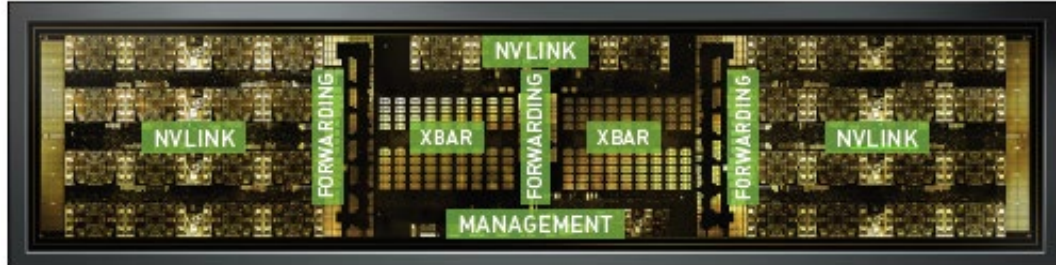 NVLINK
NVLINK
FORWARDING
XBAR
FORWARDING
XBAR
FORWARDING
NVLINK
MANAGEMENT